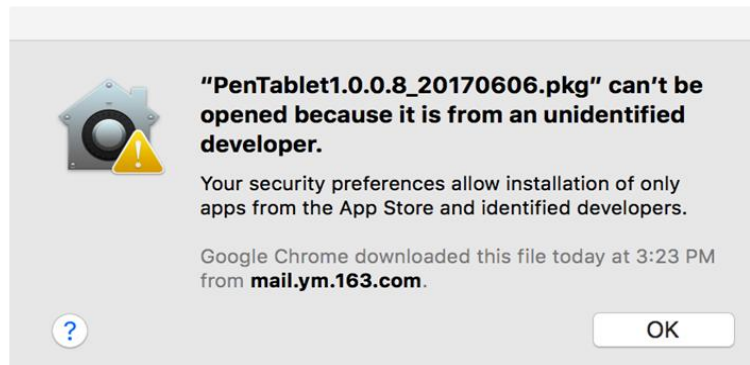 “PenTablet1.0.0.8_20170606.pkg” can’t be
opened because it is from an unidentified
developer.
Your security preferences allow installation of only
apps from the App Store and identified developers.
Google Chrome downloaded this file today at 3:23 PM
from mail.ym.163.com.
?
OK